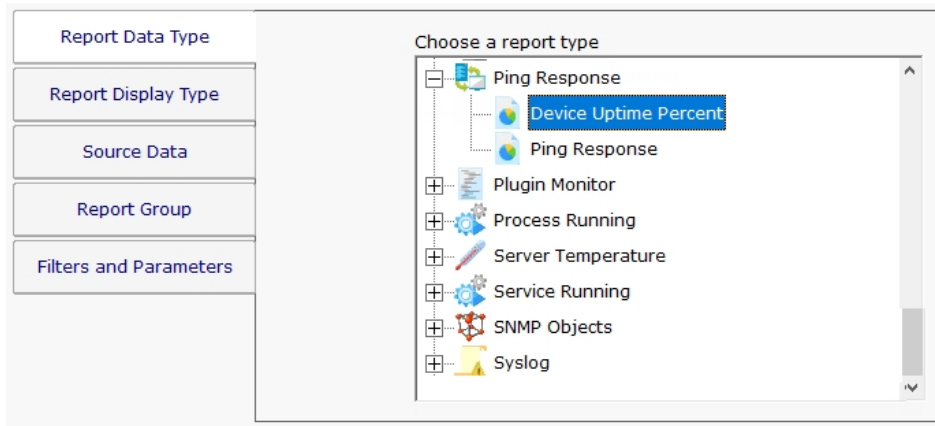 Report Data Type
Report Display Type
Source Data
Report Group
Filters and Parameters
Choose a report type
Ping Response
Device Uptime Percent
Ping Response
Plugin Monitor
Process Running
Server Temperature
Service Running
SNMP Objects
Syslog